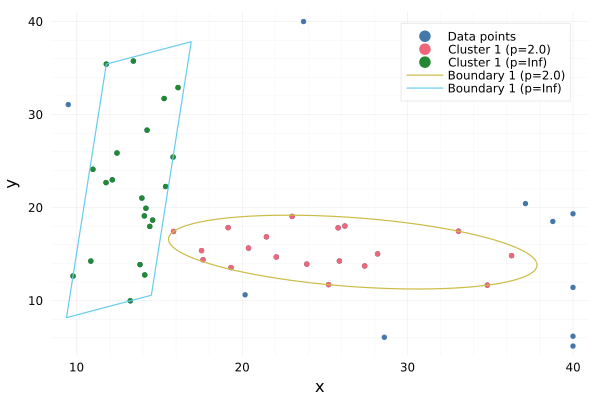 40
30
20
10
y
10
20
30
40
x
Data points
Cluster 1 (p=2.0)
Cluster 1 (p=Inf)
Boundary 1 (p=2.0)
Boundary 1 (p=Inf)